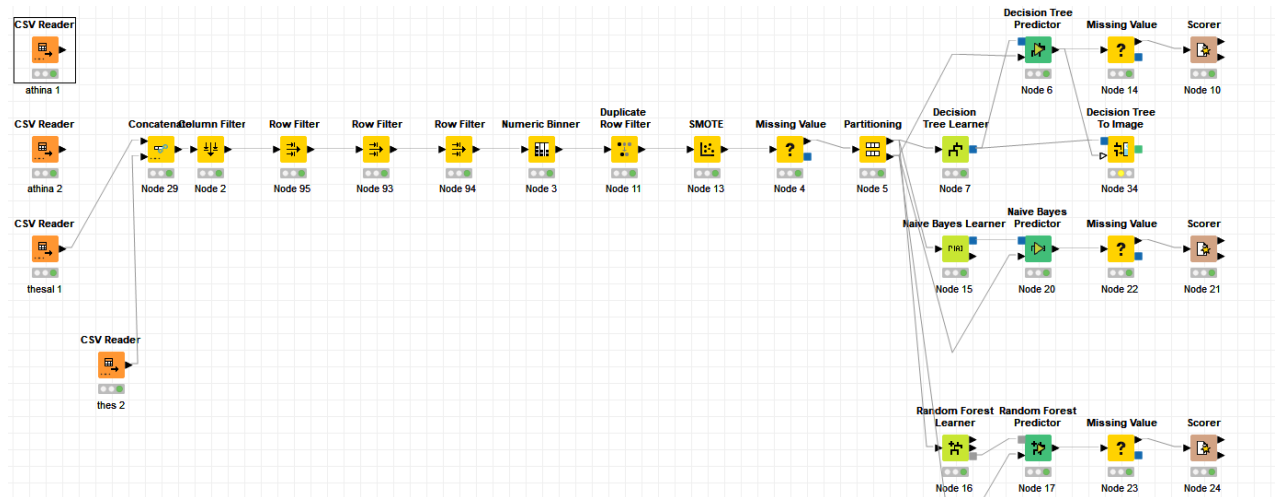 CSV Reader
athina 1
Decision Tree
Predictor
Node 6
Missing Value
Node 14
Scorer
Node 10
CSV Reader
athina 2
Concatenate
Node 29
Column Filter
Node 2
Row Filter
Node 95
Row Filter
Node 93
Row Filter
Node 94
Numeric Binner
Node 3
Duplicate
Row Filter
Node 11
SMOTE
Node 13
Missing Value
Node 4
Partitioning
Node 5
Decision
Tree Learner
Node 7
Decision Tree
To Image
Node 34
CSV Reader
thesal 1
Naive Bayes Learner
Node 15
Naive Bayes
Predictor
Node 20
Missing Value
Node 22
Scorer
Node 21
CSV Reader
thes 2
Random Forest
Learner
Node 16
Random Forest
Predictor
Node 17
Missing Value
Node 23
Scorer
Node 24